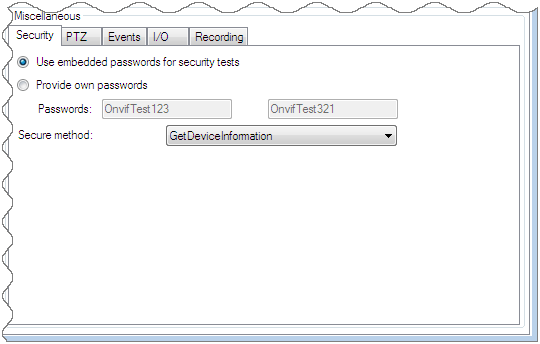 Miscellaneous
Security PTZ Events I/O Recording
Use embedded passwords for security tests
Provide own passwords
Passwords: OnvifTest123 OnvifTest321
Secure method: GetDeviceInformation